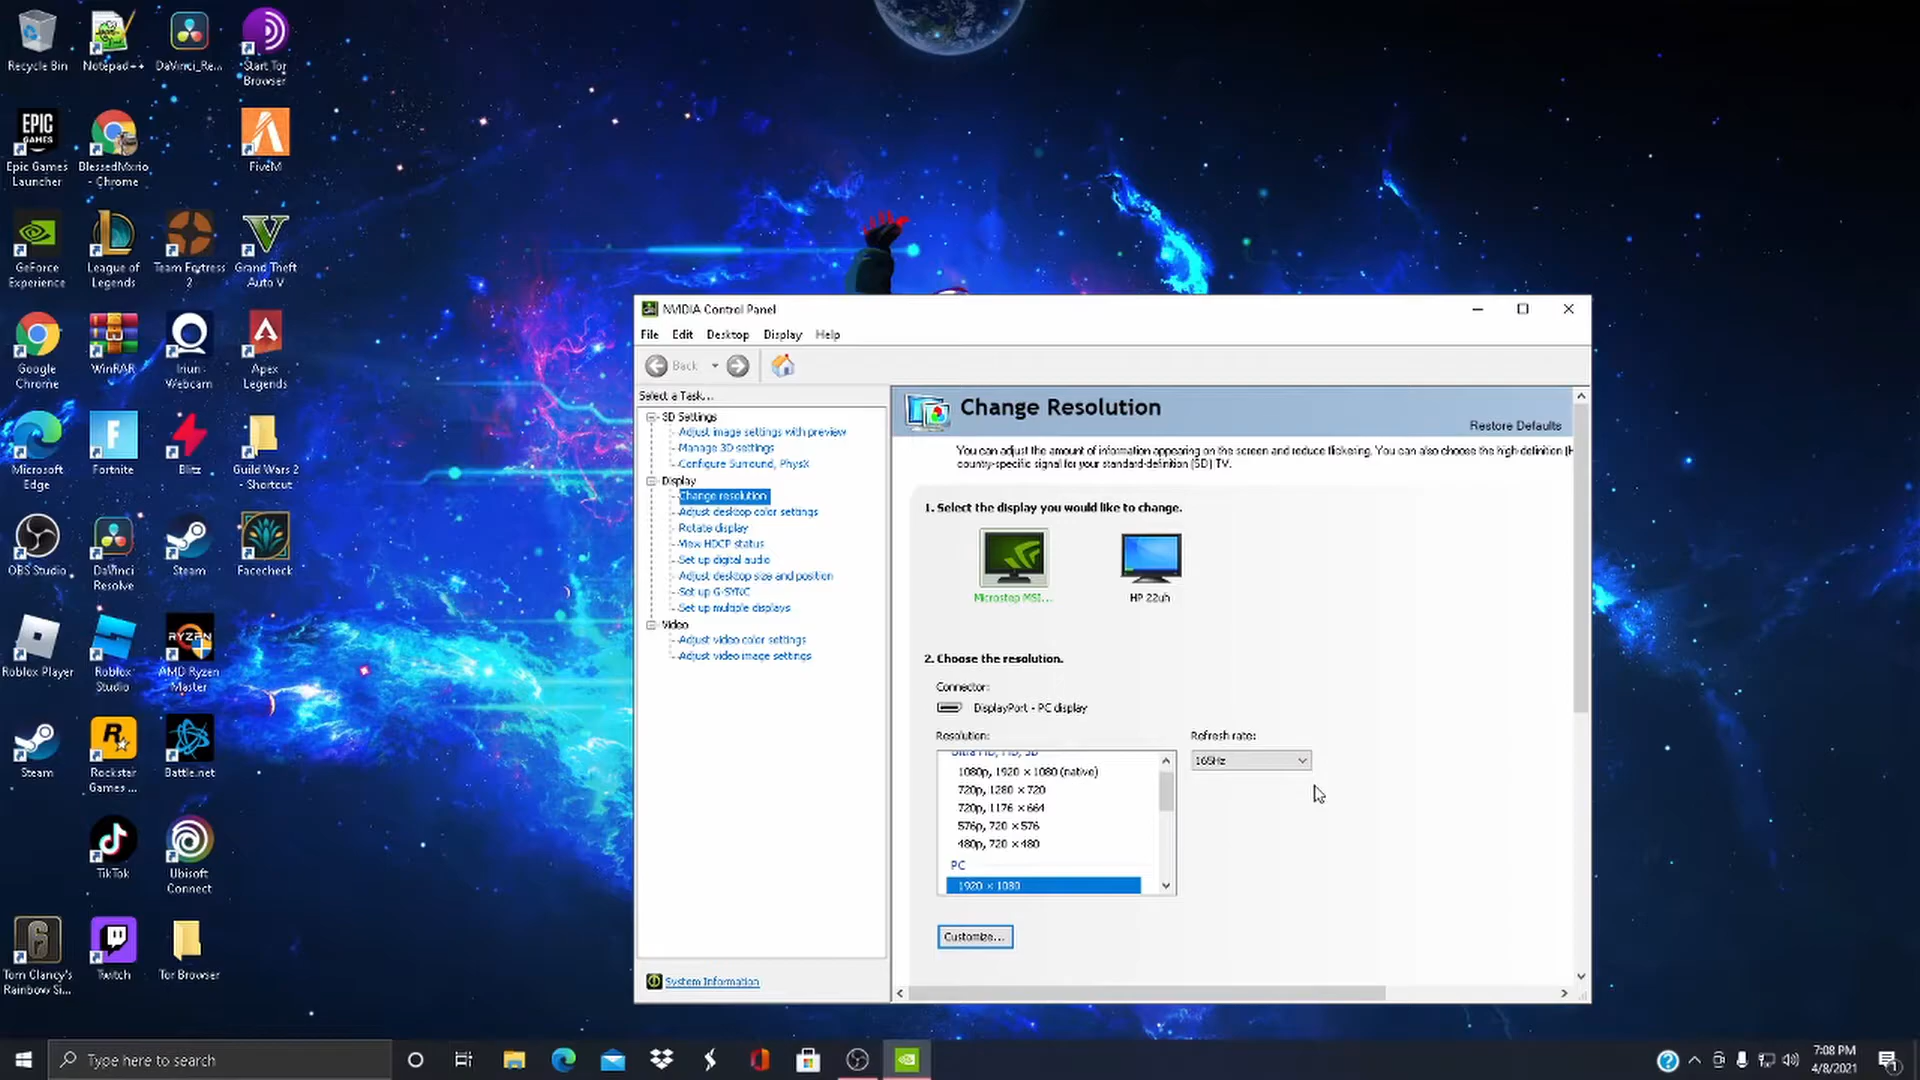 Recycle Bin
Notepad++
DaVinci_Re...
Start Tor
Browser
EPIC
GAMES
Epic Games
Launcher
BlessedMxrio
- Chrome
FiveM
GeForce
Experience
League of
Legends
Team Fortress
2
Grand Theft
Auto V
Google
Chrome
WinRAR
Iriun
Webcam
Apex
Legends
Microsoft
Edge
Fortnite
Blitz
Guild Wars 2
- Shortcut
OBS Studio
DaVinci
Resolve
Steam
Facecheck
Roblox Player
Roblox
Studio
RYZEN
AMD Ryzen
Master
Steam
Rockstar
Games ...
Battle.net
TikTok
Ubisoft
Connect
Tom Clancy's
Rainbow Si...
Twitch
Tor Browser
NVIDIA Control Panel
File Edit Desktop Display Help
Back
Select a Task...
3D Settings
Adjust image settings with preview
Manage 3D settings
Configure Surround, PhysX
Display
Change resolution
Adjust desktop color settings
Rotate display
View HDCP status
Set up digital audio
Adjust desktop size and position
Set up G-SYNC
Set up multiple displays
Video
Adjust video color settings
Adjust video image settings
System Information
Change Resolution
Restore Defaults
You can adjust the amount of information appearing on the screen and reduce flickering. You can also choose the high-definition (H
country-specific signal for your standard-definition (SD) TV.
1. Select the display you would like to change.
Microstep MSI...
HP 22uh
2. Choose the resolution.
Connector:
DisplayPort - PC display
Resolution:
Refresh rate:
Ultra HD, HD, SD
165Hz
1080p, 1920 × 1080 (native)
720p, 1280 × 720
720p, 1176 × 664
576p, 720 × 576
480p, 720 × 480
PC
1920 × 1080
Customize...
Type here to search
7:08 PM
4/8/2021
1